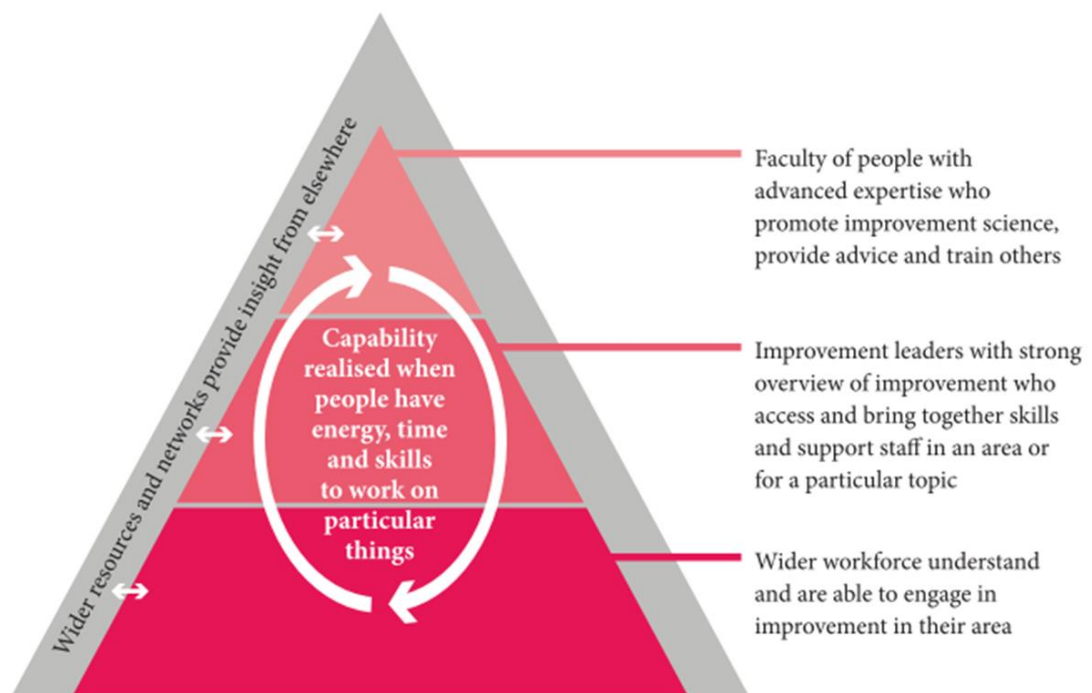 Wider resources and networks provide insight from elsewhere
Capability
realised when
people have
energy, time
and skills
to work on
particular
things
Faculty of people with
advanced expertise who
promote improvement science,
provide advice and train others
Improvement leaders with strong
overview of improvement who
access and bring together skills
and support staff in an area or
for a particular topic
Wider workforce understand
and are able to engage in
improvement in their area